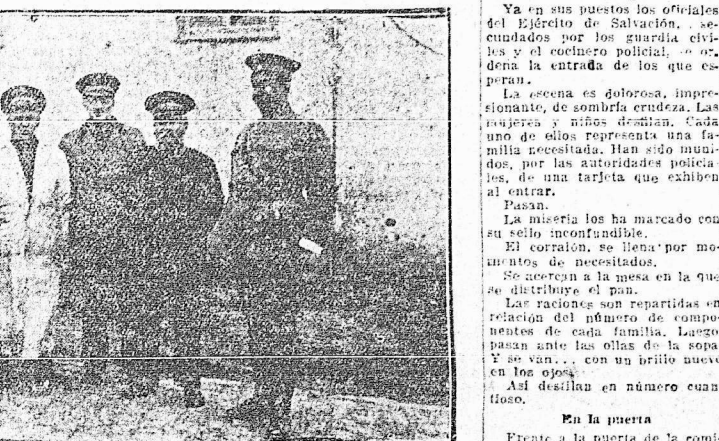 Ya en sus puestos los oficiales
del Ejército de Salvación, se-
cundados por los guardia civi-
les y el cocinero policial, se or-
dena la entrada de los que es-
peran.
La escena es dolorosa, impre-
sionante, de sombría crudeza. Las
mujeres y niños desfilan. Cada
uno de ellos representa una fa-
milia necesitada. Han sido muni-
dos, por las autoridades policia-
les, de una tarjeta que exhiben
al entrar.
Pasan.
La miseria los ha marcado con
su sello inconfundible.
El corralón, se llena por mo-
mentos de necesitados.
Se acercan a la mesa en la que
se distribuye el pan.
Las raciones son repartidas en
relación del número de compo-
nentes de cada familia. Luego
pasan ante las ollas de la sopa
Y se van... con un brillo nuevo
en los ojos.
Así desfilan en número cuan
tioso.
En la puerta
Frente a la puerta de la comi